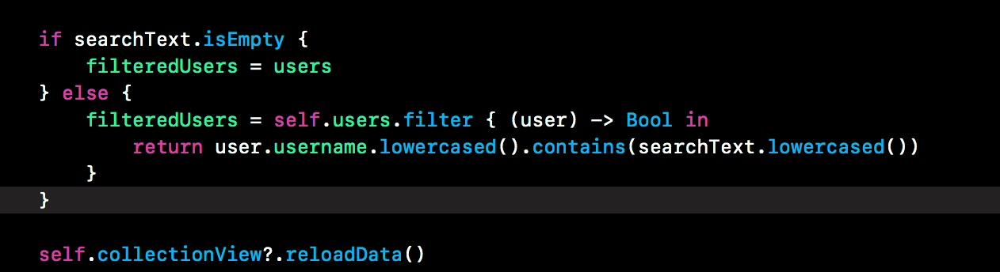 if searchText.isEmpty {
    filteredUsers = users
} else {
    filteredUsers = self.users.filter { (user) -> Bool in
        return user.username.lowercased().contains(searchText.lowercased())
    }
}
self.collectionView?.reloadData()